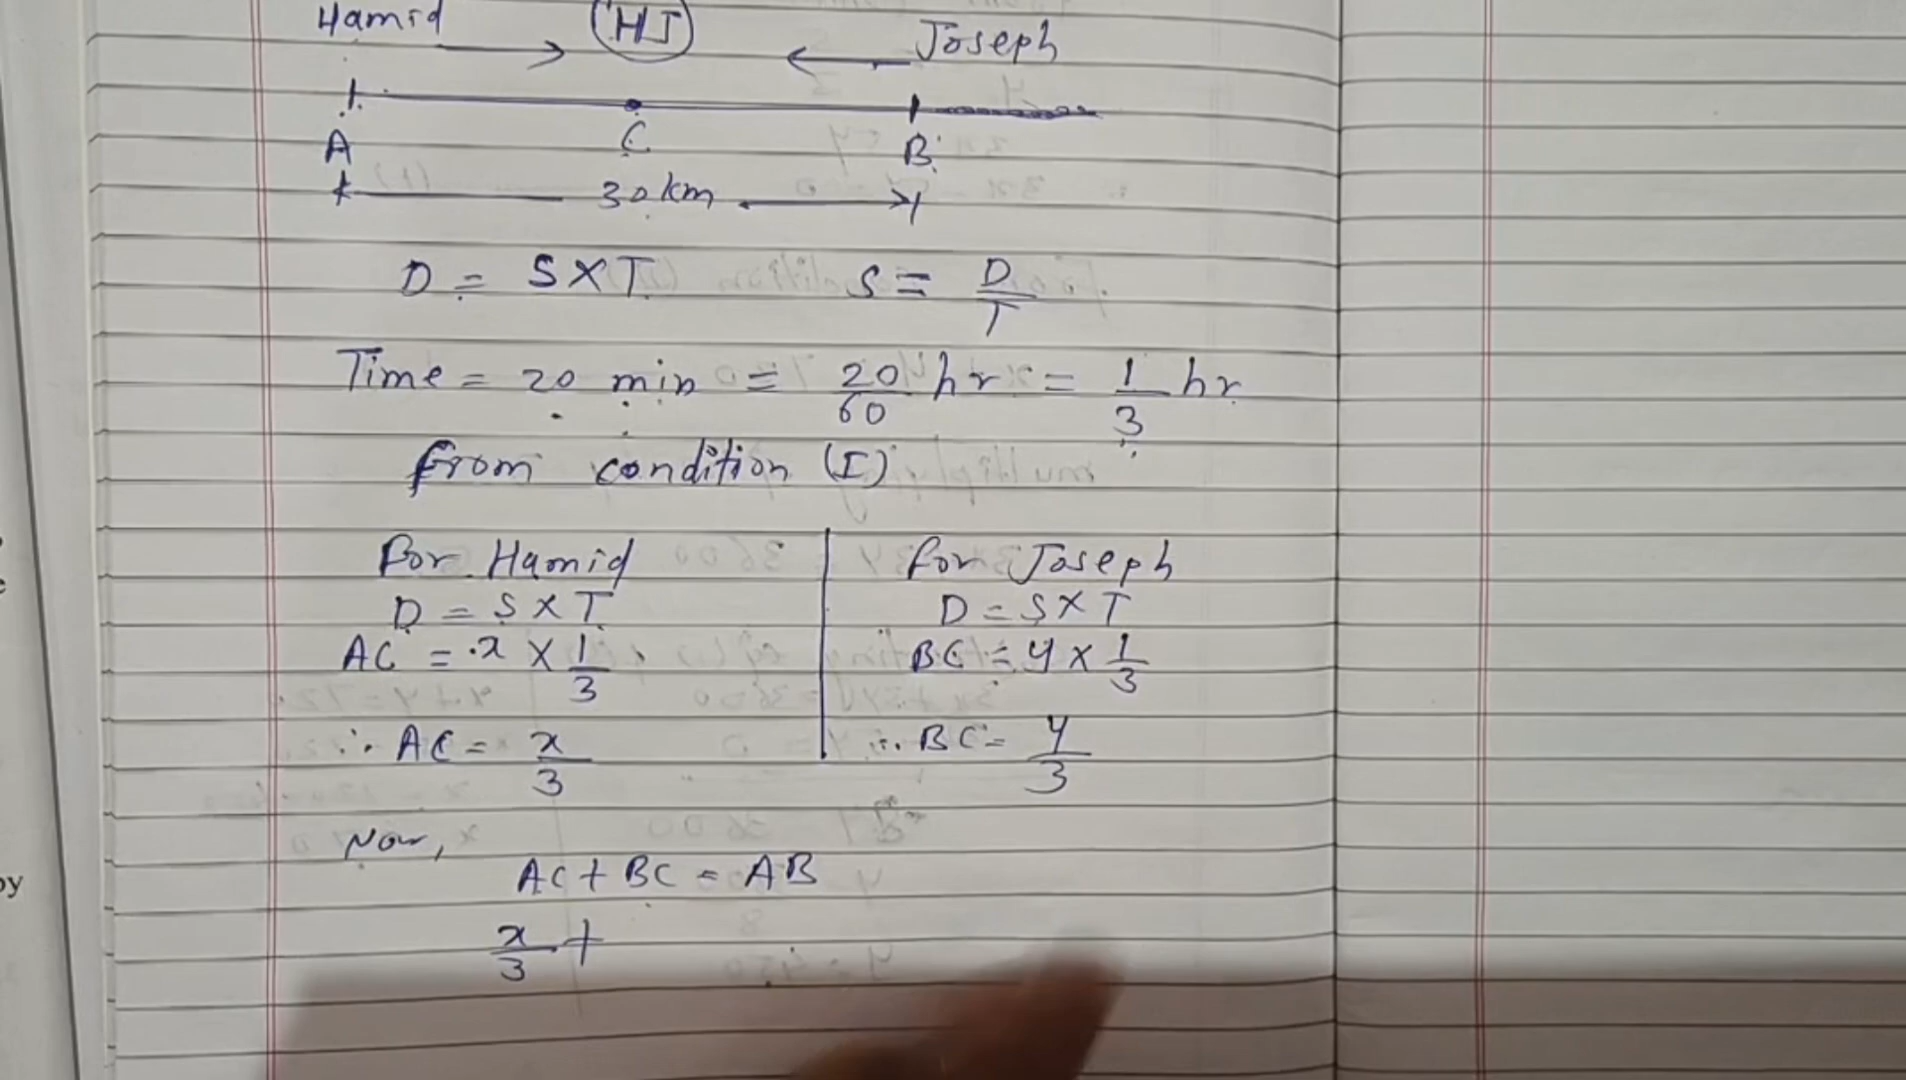 Hamid HJ Joseph
A C B
30 km
D = S X T S = D/T
Time = 20 min = 20/60 hr = 1/3 hr
From condition (I)
For Hamid for Joseph
D = S X T D = S X T
AC = x X 1/3 BC = y X 1/3
∴ AC = x/3 ∴ BC = y/3
Now,
AC + BC = AB
x/3 +